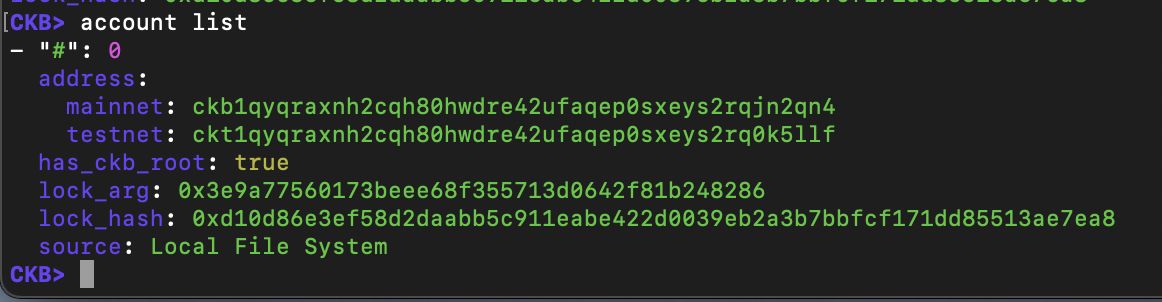 CKB> account list
- "#": 0
address:
mainnet: ckb1qyqraxnh2cqh80hwdre42ufaqep0sxeys2rqjn2qn4
testnet: ckt1qyqraxnh2cqh80hwdre42ufaqep0sxeys2rq0k5llf
has_ckb_root: true
lock_arg: 0x3e9a77560173beee68f355713d0642f81b248286
lock_hash: 0xd10d86e3ef58d2daabb5c911eabe422d0039eb2a3b7bbfcf171dd85513ae7ea8
source: Local File System
CKB>